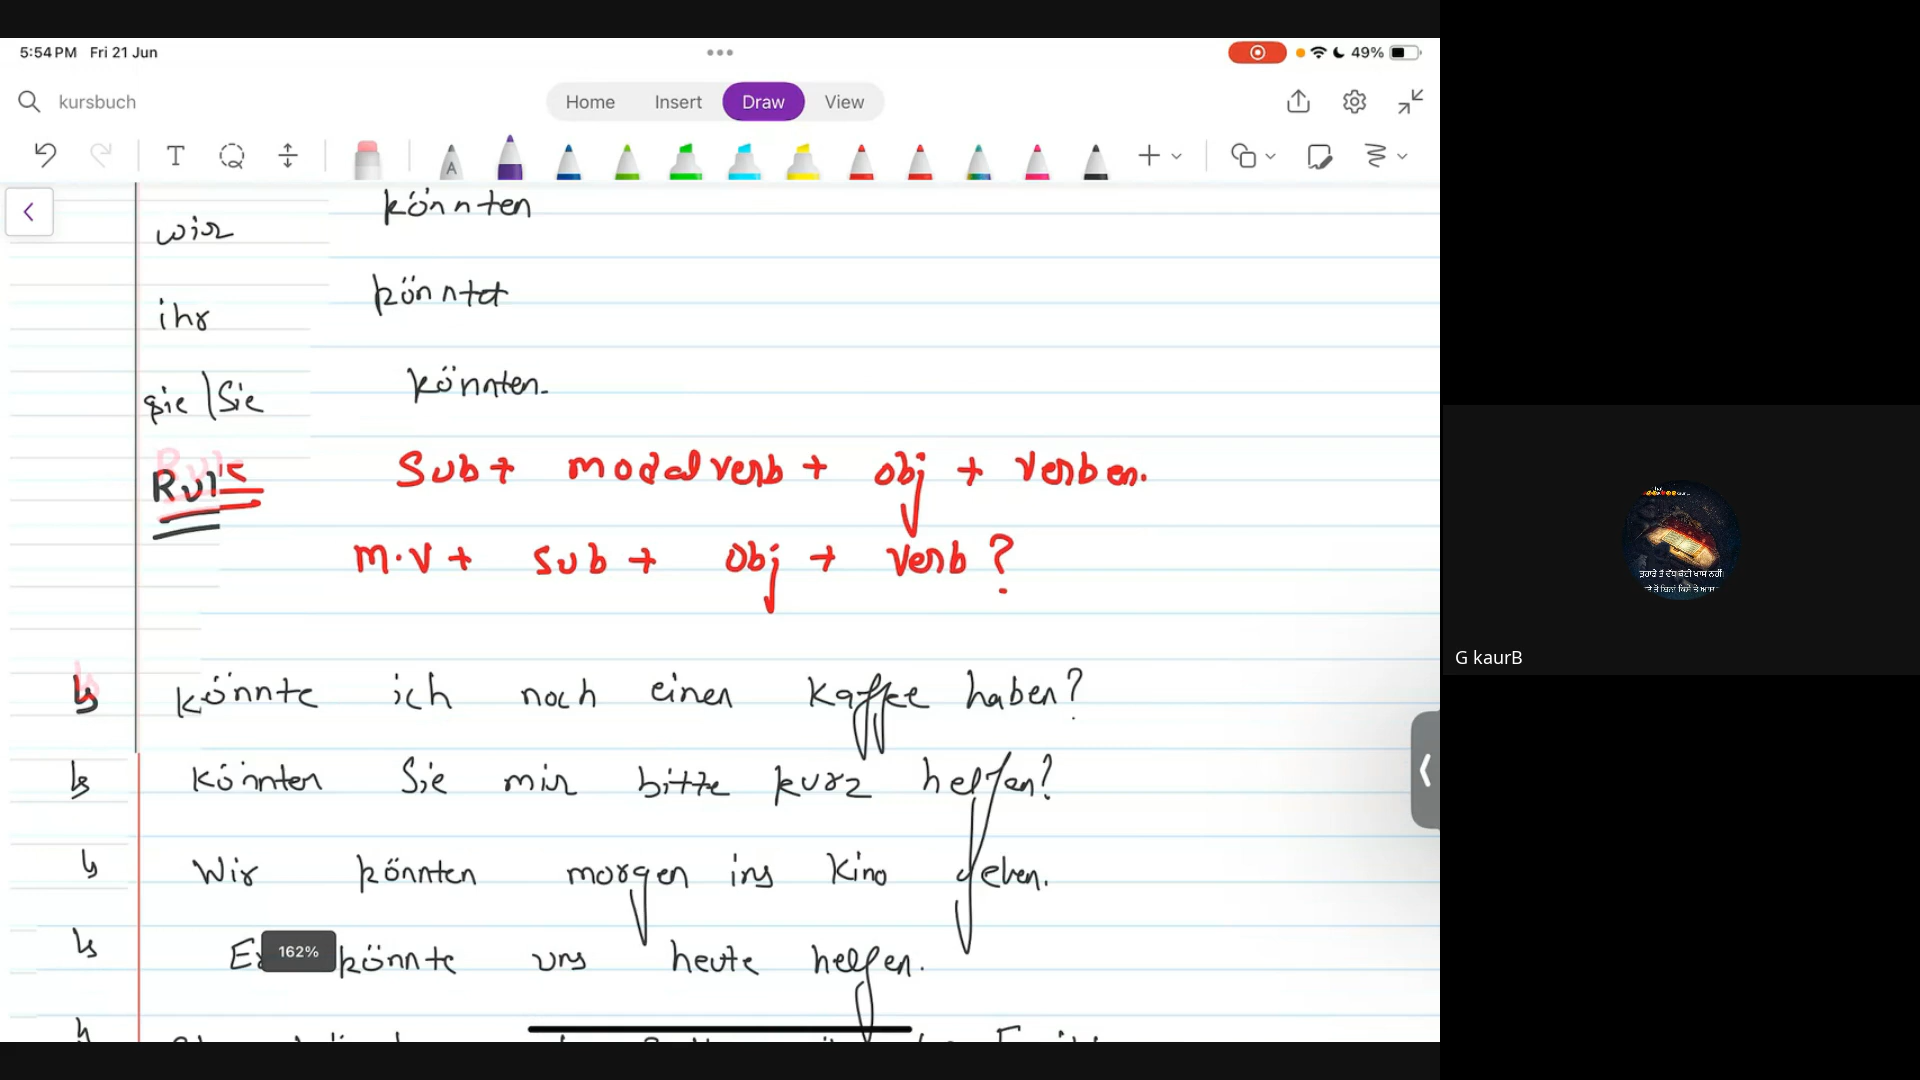 5:54 PM Fri 21 Jun 49%
kursbuch Home Insert Draw View
T A
könnten
wir
könntet
ihr
könnten.
sie | Sie
Rule Sub + modal verb + obj + verb en.
M.V + sub + obj + verb ?
könnte ich noch einen kaffee haben?
könnten Sie mir bitte kurz helfen?
Wir könnten morgen ins kino gehen.
162%
könnte uns heute helfen.
G kaurB